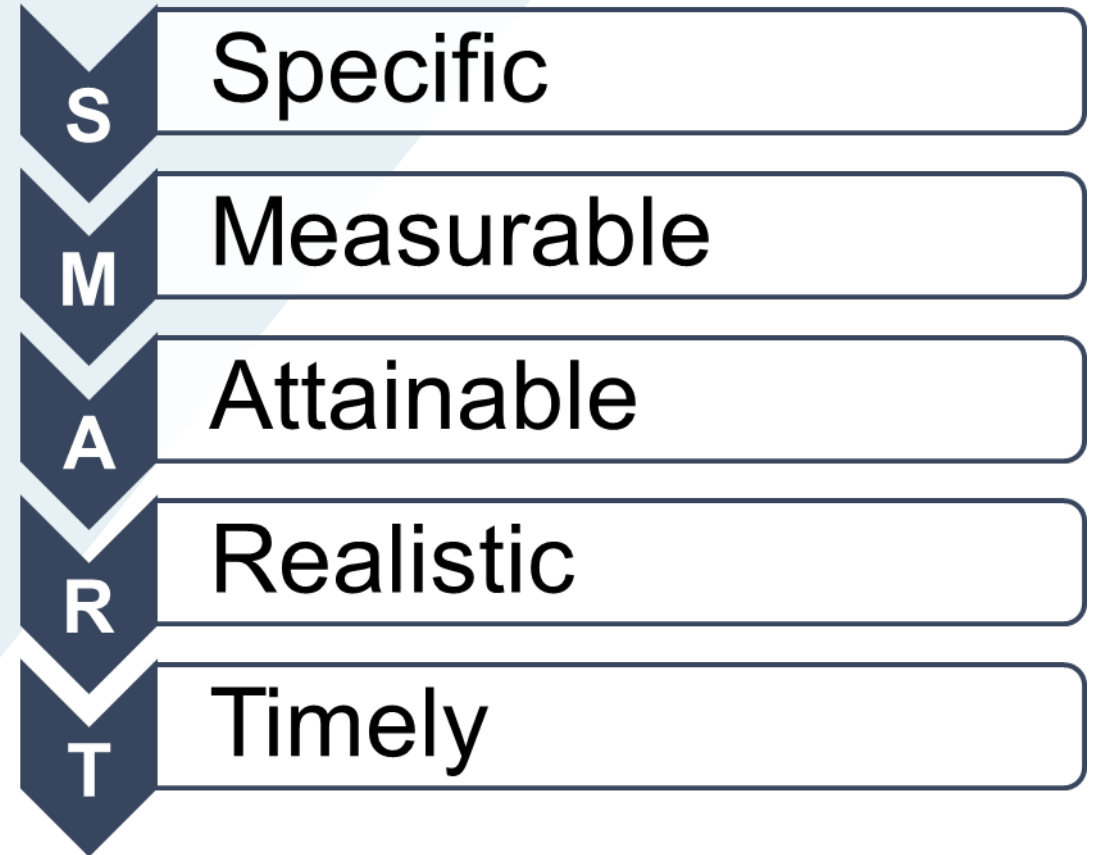 S Specific
M Measurable
A Attainable
R Realistic
T Timely